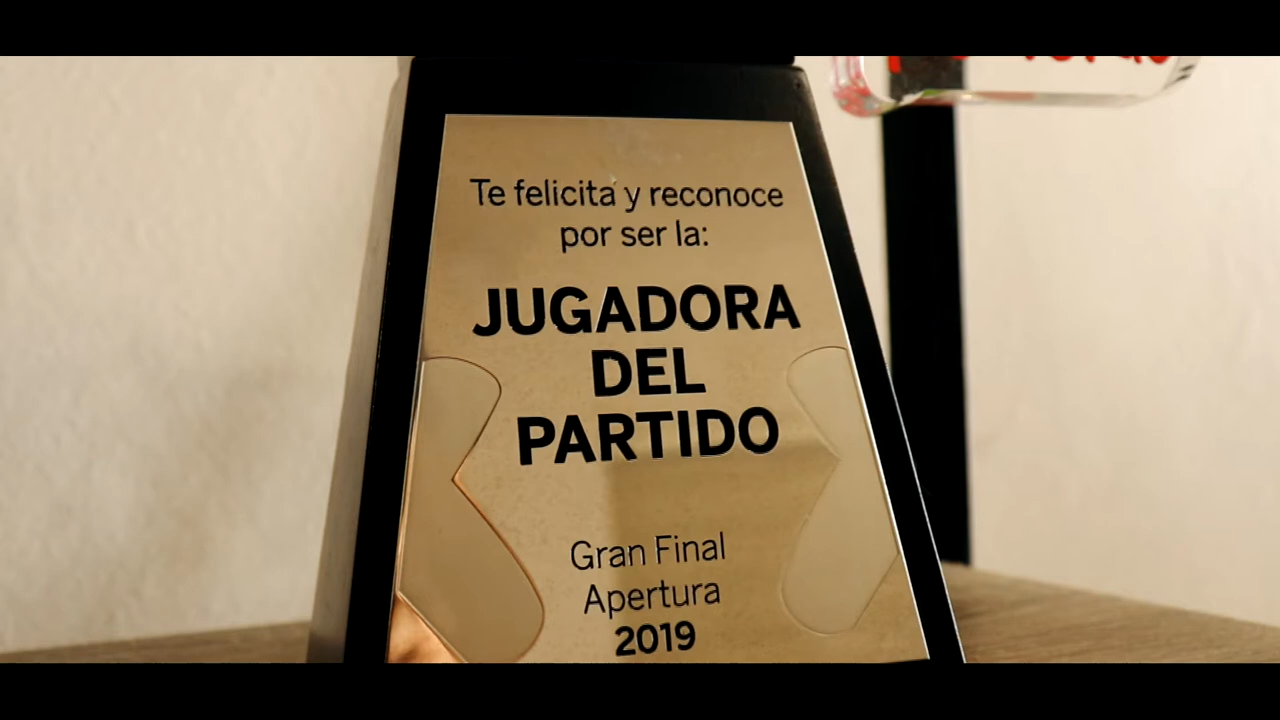 Te felicita y reconoce
por ser la:
JUGADORA
DEL
PARTIDO
Gran Final
Apertura
2019